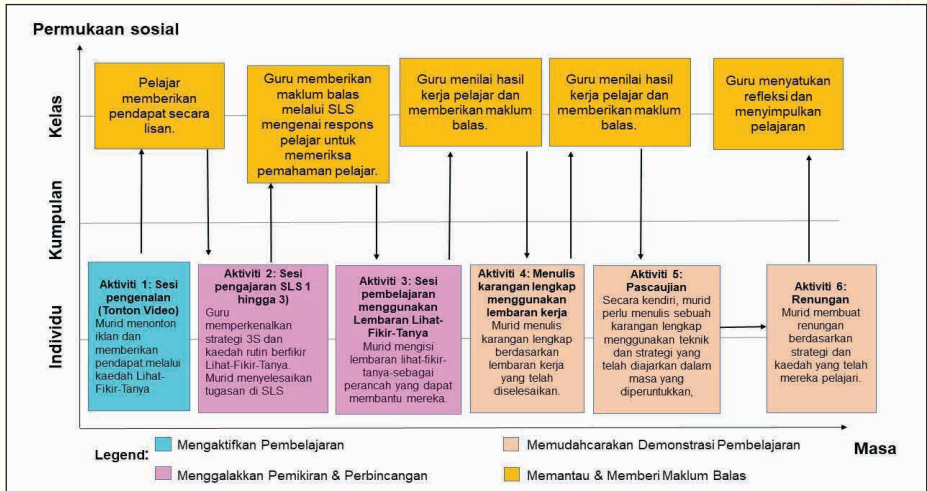 Permukaan sosial
Kelas
Kumpulan
Individu
Pelajar
memberikan
pendapat secara
lisan.
Guru memberikan
maklum balas
melalui SLS
mengenai respons
pelajar untuk
memeriksa
pemahaman pelajar.
Guru menilai hasil
kerja pelajar dan
memberikan maklum
balas.
Guru menilai hasil
kerja pelajar dan
memberikan maklum
balas.
Guru menyatukan
refleksi dan
menyimpulkan
pelajaran
Aktiviti 1: Sesi
pengenalan
(Tonton Video)
Murid menonton
iklan dan
memberikan
pendapat melalui
kaedah Lihat-
Fikir-Tanya
Aktiviti 2: Sesi
pengajaran SLS 1
hingga 3)
Guru
memperkenalkan
strategi 3S dan
kaedah rutin berfikir
Lihat-Fikir-Tanya.
Murid menyelesaikan
tugasan di SLS
Aktiviti 3: Sesi
pembelajaran
menggunakan
Lembaran Lihat-
Fikir-Tanya
Murid mengisi
lembaran lihat-fikir-
tanya-sebagai
perancah yang dapat
membantu mereka.
Aktiviti 4: Menulis
karangan lengkap
menggunakan
lembaran kerja
Murid menulis
karangan lengkap
berdasarkan
lembaran kerja
yang telah
diselesaikan.
Aktiviti 5:
Pascaujian
Secara kendiri, murid
perlu menulis sebuah
karangan lengkap
menggunakan teknik
dan strategi yang
telah diajarkan dalam
masa yang
diperuntukkan,
Aktiviti 6:
Renungan
Murid membuat
renungan
berdasarkan
strategi dan
kaedah yang telah
mereka pelajari.
Masa
Legend:
Mengaktifkan Pembelajaran
Menggalakkan Pemikiran & Perbincangan
Memudahcarakan Demonstrasi Pembelajaran
Memantau & Memberi Maklum Balas